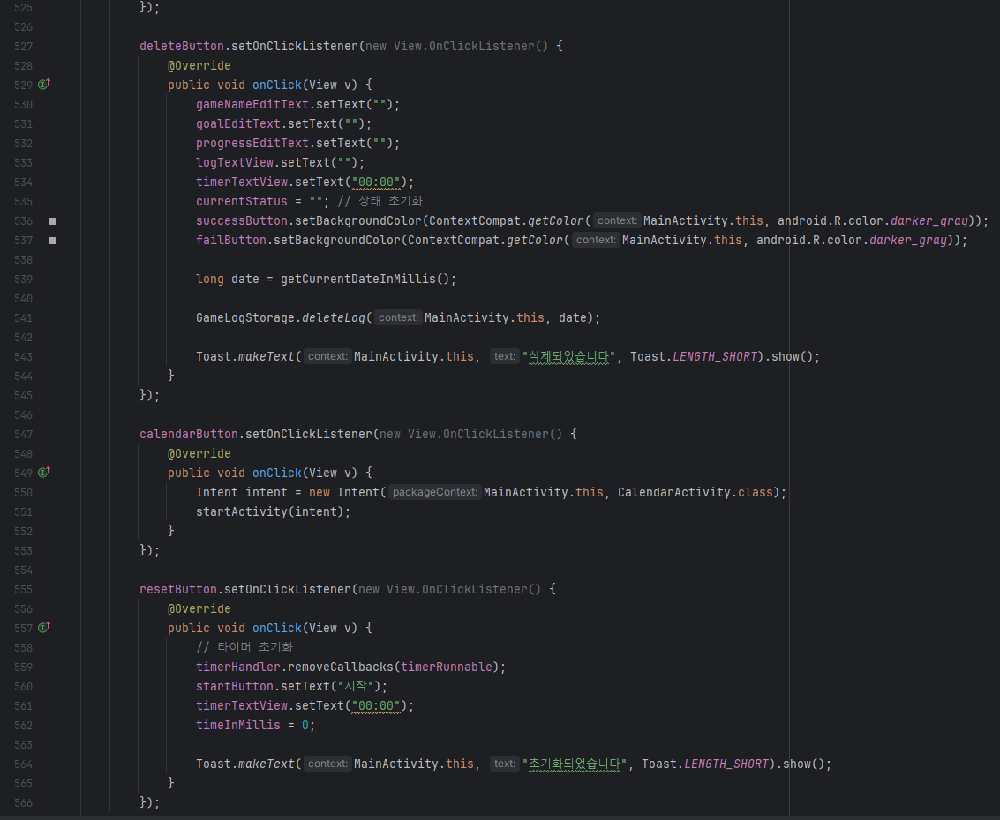 525 });
526
527 deleteButton.setOnClickListener(new View.OnClickListener() {
528 @Override
529 public void onClick(View v) {
530 gameNameEditText.setText("");
531 goalEditText.setText("");
532 progressEditText.setText("");
533 logTextView.setText("");
534 timerTextView.setText("00:00");
535 currentStatus = ""; // 상태 초기화
536 successButton.setBackgroundColor(ContextCompat.getColor( context: MainActivity.this, android.R.color.darker_gray));
537 failButton.setBackgroundColor(ContextCompat.getColor( context: MainActivity.this, android.R.color.darker_gray));
538
539 long date = getCurrentDateInMillis();
540
541 GameLogStorage.deleteLog( context: MainActivity.this, date);
542
543 Toast.makeText( context: MainActivity.this, text: "삭제되었습니다", Toast.LENGTH_SHORT).show();
544 }
545 });
546
547 calendarButton.setOnClickListener(new View.OnClickListener() {
548 @Override
549 public void onClick(View v) {
550 Intent intent = new Intent( packageContext: MainActivity.this, CalendarActivity.class);
551 startActivity(intent);
552 }
553 });
554
555 resetButton.setOnClickListener(new View.OnClickListener() {
556 @Override
557 public void onClick(View v) {
558 // 타이머 초기화
559 timerHandler.removeCallbacks(timerRunnable);
560 startButton.setText("시작");
561 timerTextView.setText("00:00");
562 timeInMillis = 0;
563
564 Toast.makeText( context: MainActivity.this, text: "초기화되었습니다", Toast.LENGTH_SHORT).show();
565 }
566 });